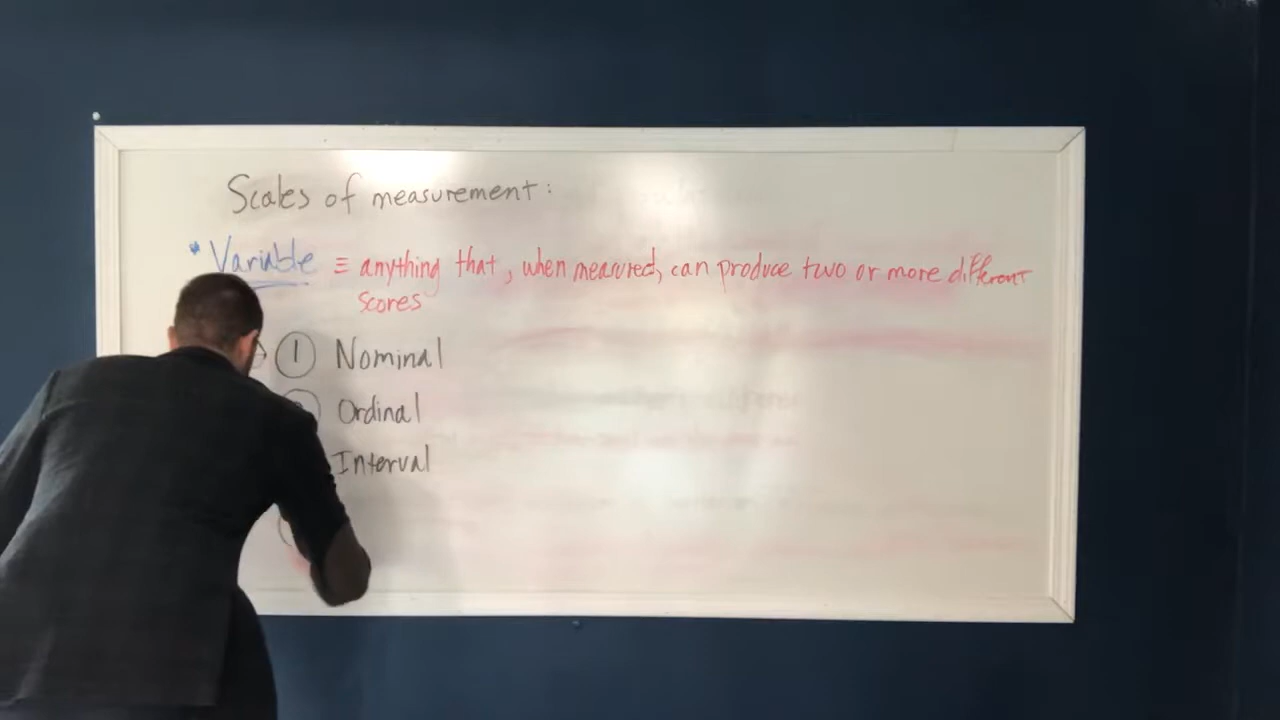 Scales of measurement:
* Variable ≡ anything that, when measured, can produce two or more different
scores
① Nominal
Ordinal
Interval